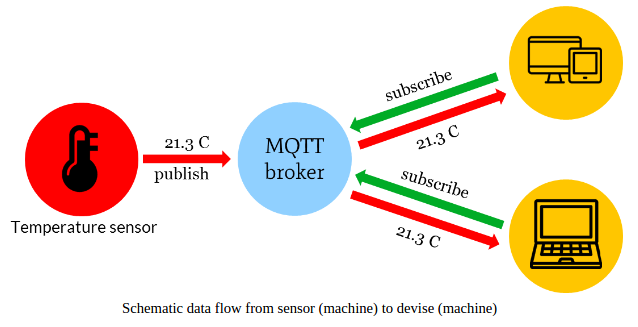 subscribe
21.3 C
21.3 C
publish
MQTT
broker
subscribe
21.3 C
Temperature sensor
Schematic data flow from sensor (machine) to devise (machine)